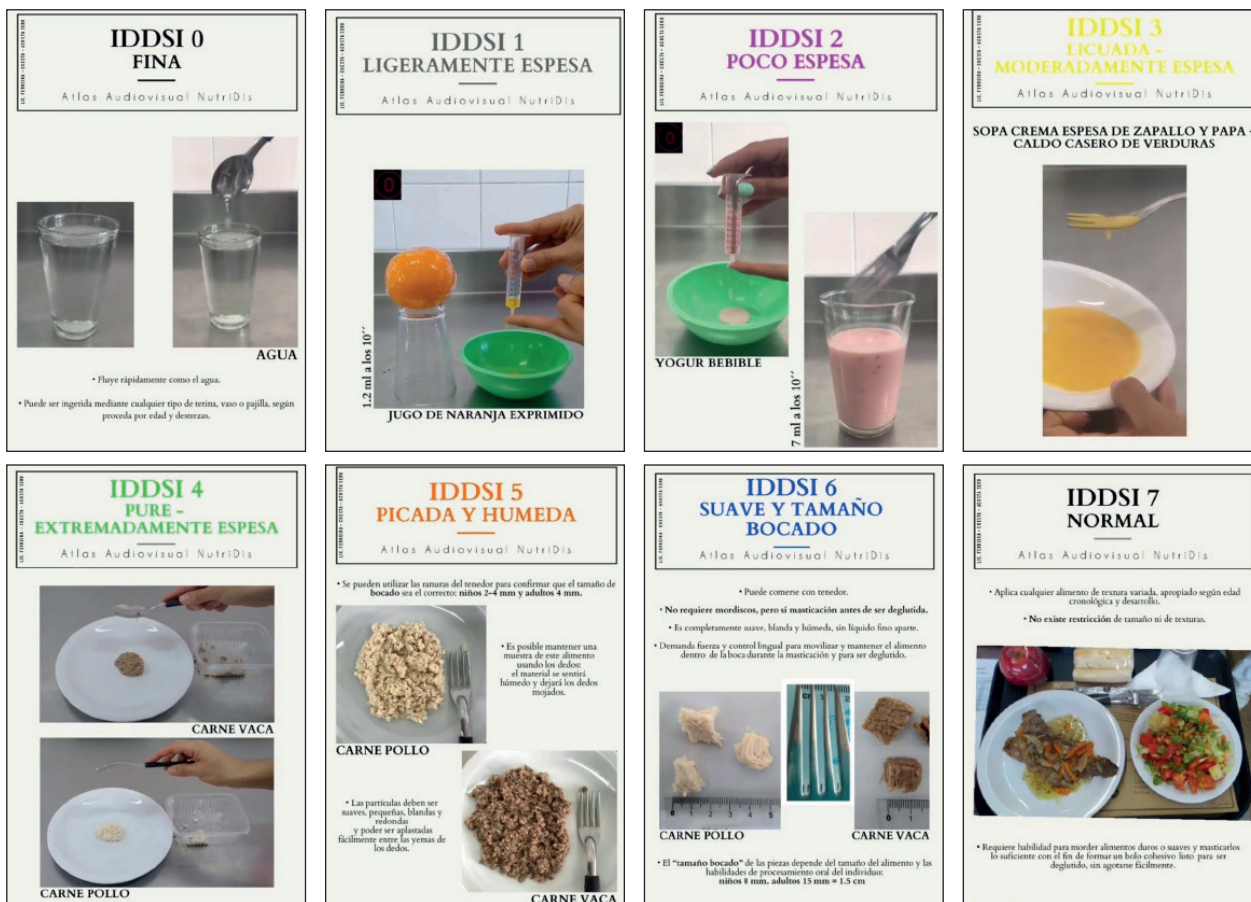 IDDSI 0
FINA
Atlas Audiovisual NutriDis
AGUA
• Fluye rápidamente como el agua.
• Puede ser ingerida mediante cualquier tipo de tetina, vaso o pajilla, según
proceda por edad y destrezas.
IDDSI 1
LIGERAMENTE ESPESA
Atlas Audiovisual NutriDis
1.2 ml a los 10´´
JUGO DE NARANJA EXPRIMIDO
IDDSI 2
POCO ESPESA
Atlas Audiovisual NutriDis
YOGUR BEBIBLE
7 ml a los 10´´
IDDSI 3
LICUADA -
MODERADAMENTE ESPESA
Atlas Audiovisual NutriDis
SOPA CREMA ESPESA DE ZAPALLO Y PAPA -
CALDO CASERO DE VERDURAS
IDDSI 4
PURE -
EXTREMADAMENTE ESPESA
Atlas Audiovisual NutriDis
CARNE VACA
CARNE POLLO
IDDSI 5
PICADA Y HUMEDA
Atlas Audiovisual NutriDis
• Se pueden utilizar las ranuras del tenedor para confirmar que el tamaño de
bocado sea el correcto: niños 2-4 mm y adultos 4 mm.
• Es posible mantener una
muestra de este alimento
usando los dedos:
el material se sentirá
húmedo y dejará los dedos
mojados.
CARNE POLLO
• Las partículas deben ser
suaves, pequeñas, blandas y
redondas
y poder ser aplastadas
fácilmente entre las yemas de
los dedos.
CARNE VACA
IDDSI 6
SUAVE Y TAMAÑO
BOCADO
Atlas Audiovisual NutriDis
• Puede comerse con tenedor.
• No requiere mordiscos, pero sí masticación antes de ser deglutida.
• Es completamente suave, blanda y húmeda, sin líquido fino aparte.
• Demanda fuerza y control lingual para movilizar y mantener el alimento
dentro de la boca durante la masticación y para ser deglutido.
0 1 2 3 4 5
0 1
CARNE POLLO
CARNE VACA
• El "tamaño bocado" de las piezas depende del tamaño del alimento y las
habilidades de procesamiento oral del individuo:
niños 8 mm, adultos 15 mm = 1.5 cm
IDDSI 7
NORMAL
Atlas Audiovisual NutriDis
• Aplica cualquier alimento de textura variada, apropiado según edad
cronológica y desarrollo.
• No existe restricción de tamaño ni de texturas.
• Requiere habilidad para morder alimentos duros o suaves y masticarlos
lo suficiente con el fin de formar un bolo cohesivo listo para ser
deglutido, sin agotarse fácilmente.